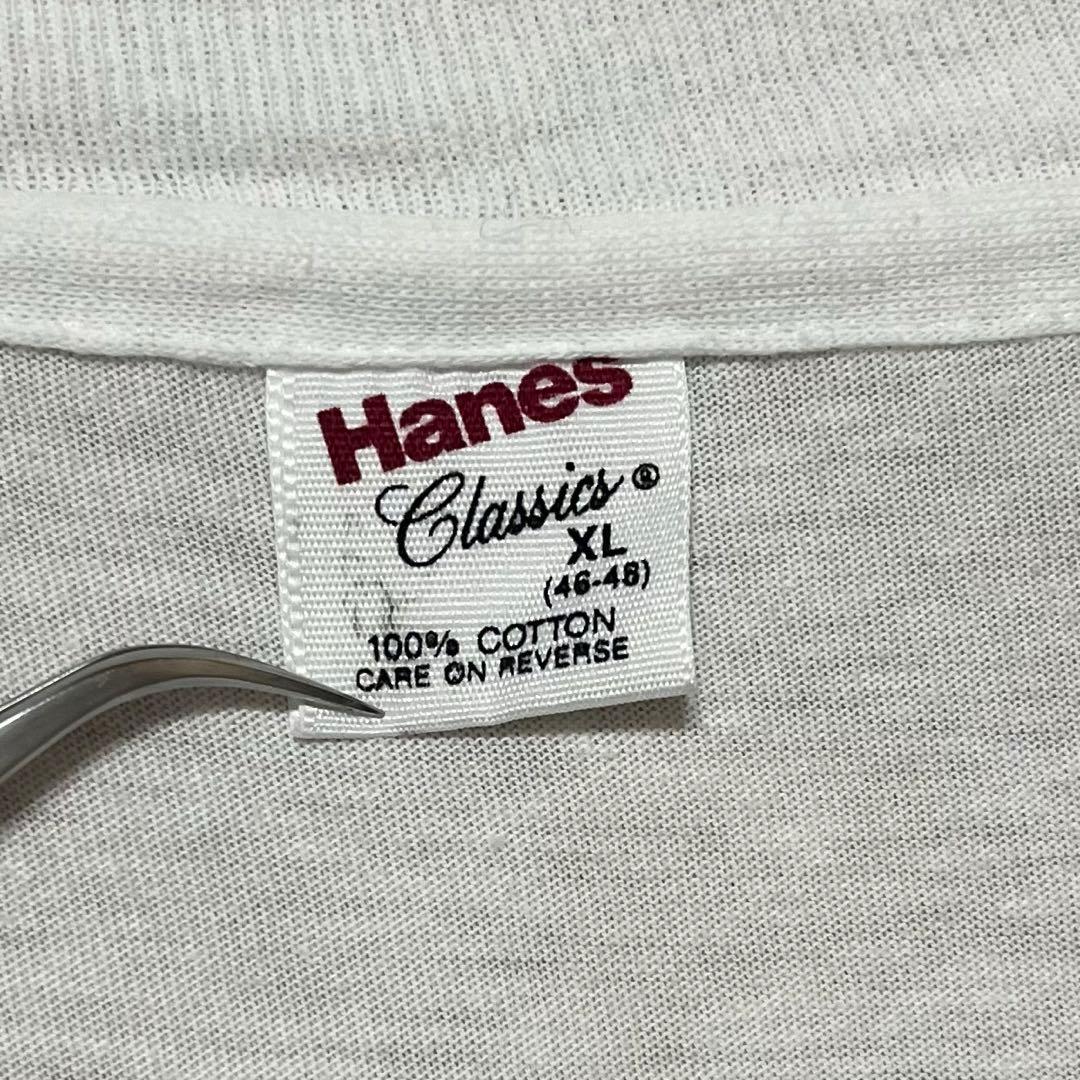 Hanes
Classics®
XL
(46-48)
100% COTTON
CARE ON REVERSE